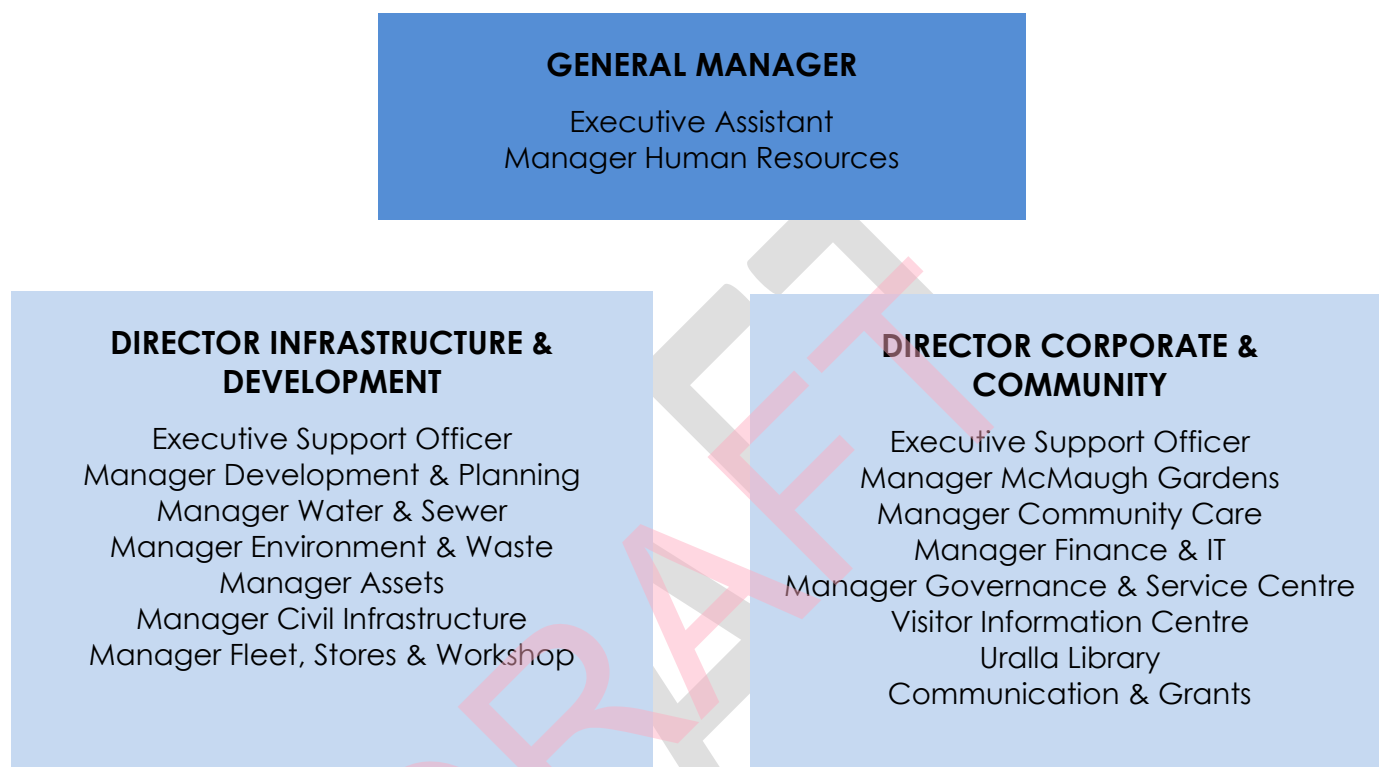 GENERAL MANAGER
Executive Assistant
Manager Human Resources
DIRECTOR INFRASTRUCTURE &
DEVELOPMENT
Executive Support Officer
Manager Development & Planning
Manager Water & Sewer
Manager Environment & Waste
Manager Assets
Manager Civil Infrastructure
Manager Fleet, Stores & Workshop
DIRECTOR CORPORATE &
COMMUNITY
Executive Support Officer
Manager McMaugh Gardens
Manager Community Care
Manager Finance & IT
Manager Governance & Service Centre
Visitor Information Centre
Uralla Library
Communication & Grants
DRAFT